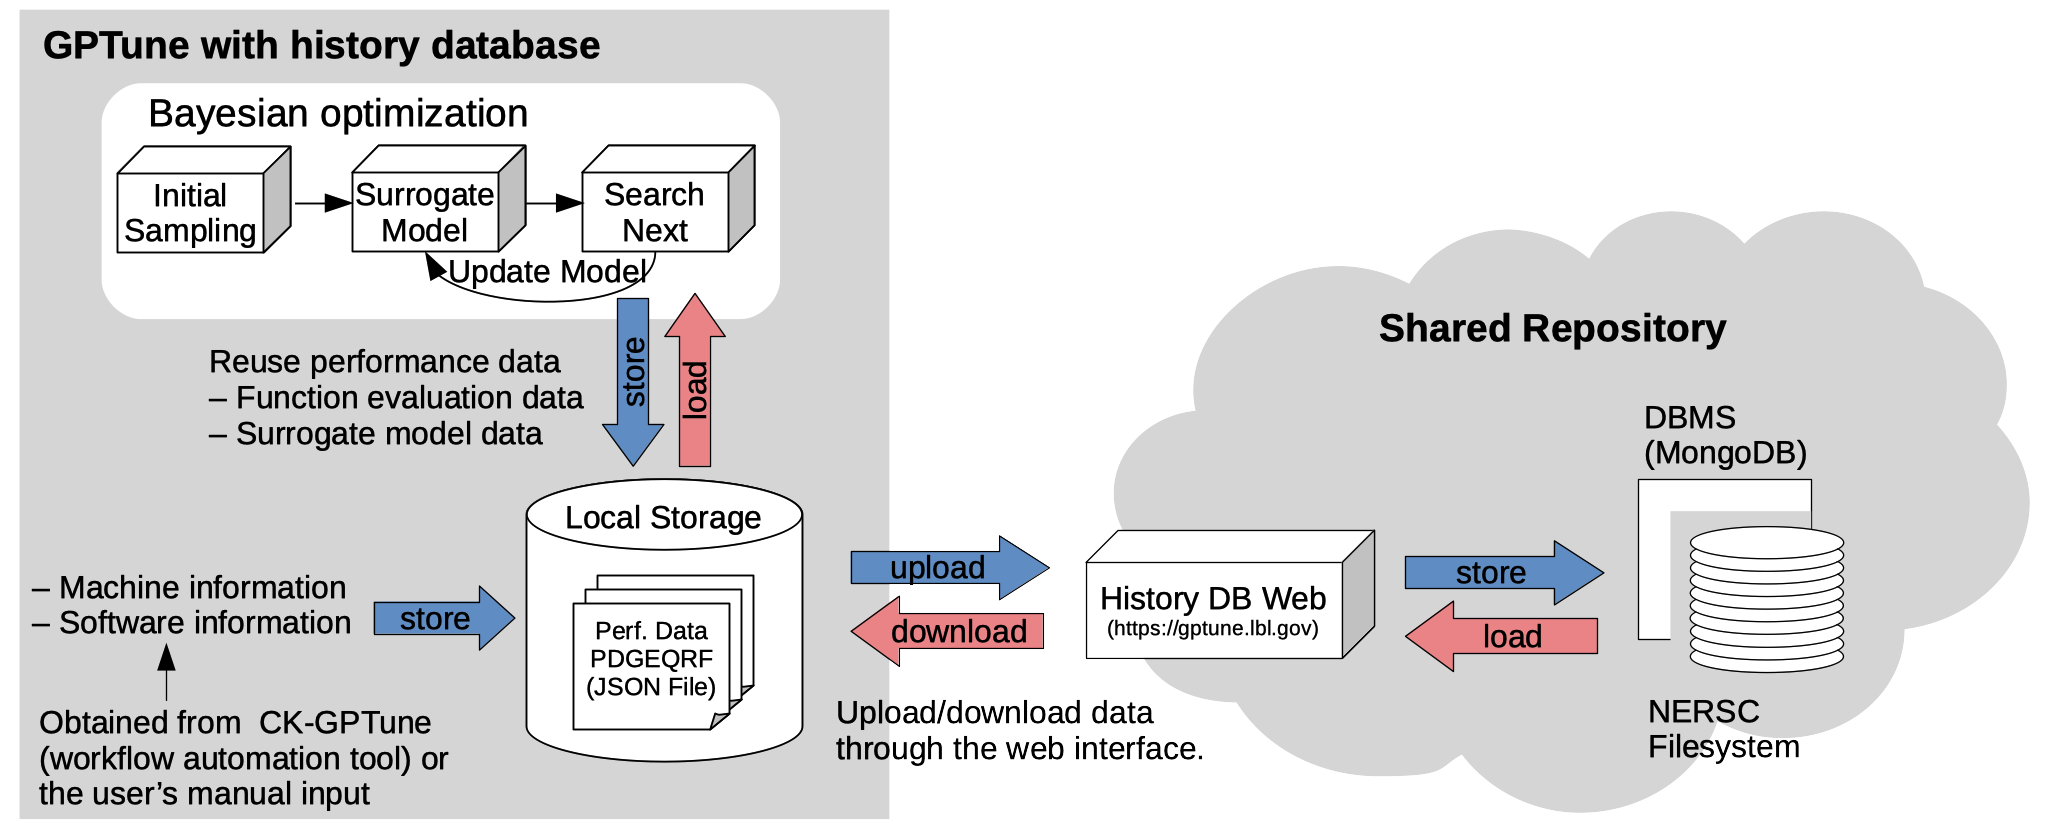 GPTune with history database
Bayesian optimization
Initial
Sampling
Surrogate
Model
Search
Next
Update Model
store
load
Reuse performance data
– Function evaluation data
– Surrogate model data
Local Storage
– Machine information
– Software information
store
Perf. Data
PDGEQRF
(JSON File)
Obtained from  CK-GPTune
(workflow automation tool) or
the user’s manual input
upload
download
Upload/download data
through the web interface.
Shared Repository
History DB Web
(https://gptune.lbl.gov)
store
load
DBMS
(MongoDB)
NERSC
Filesystem